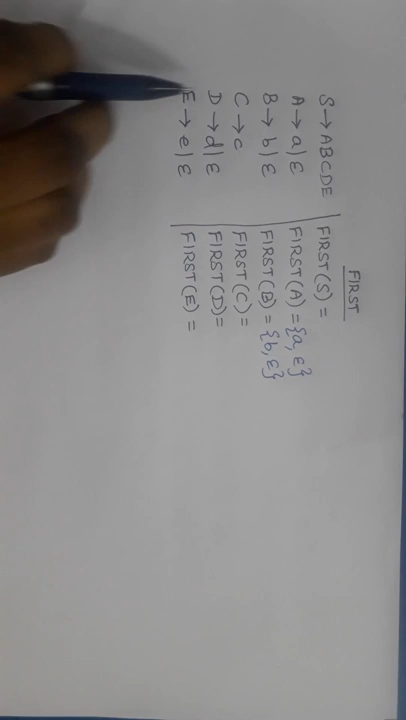 FIRST
S → ABCDE FIRST(S) =
A → a|ε FIRST(A) = {a, ε}
B → b|ε FIRST(B) = {b, ε}
C → c FIRST(C) =
D → d|ε FIRST(D) =
E → e|ε FIRST(E) =